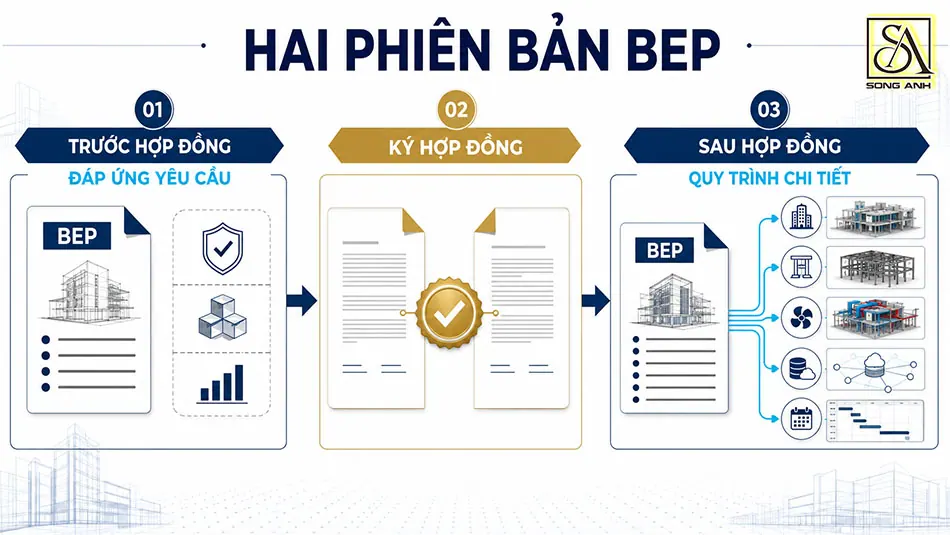 HAI PHIÊN BẢN BEP
SA
SONG ANH
01
TRƯỚC HỢP ĐỒNG
ĐÁP ỨNG YÊU CẦU
BEP
02
KÝ HỢP ĐỒNG
03
SAU HỢP ĐỒNG
QUY TRÌNH CHI TIẾT
BEP